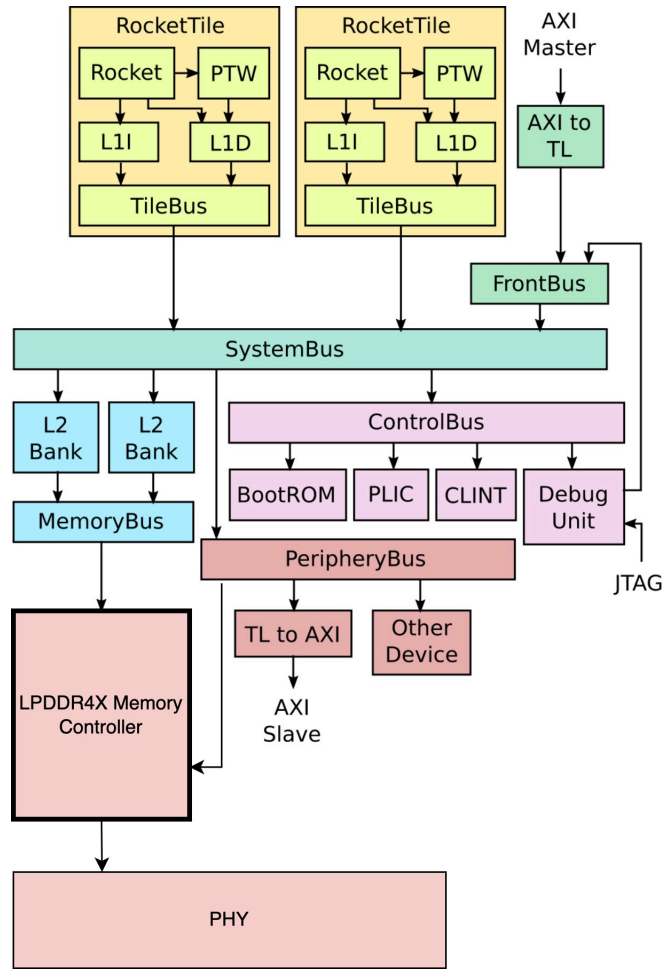 RocketTile
RocketTile
AXI
Master
Rocket
PTW
Rocket
PTW
AXI to
TL
L1I
L1D
L1I
L1D
TileBus
TileBus
FrontBus
SystemBus
L2
Bank
L2
Bank
ControlBus
BootROM
PLIC
CLINT
Debug
Unit
MemoryBus
PeripheryBus
JTAG
TL to AXI
Other
Device
LPDDR4X Memory
Controller
AXI
Slave
PHY